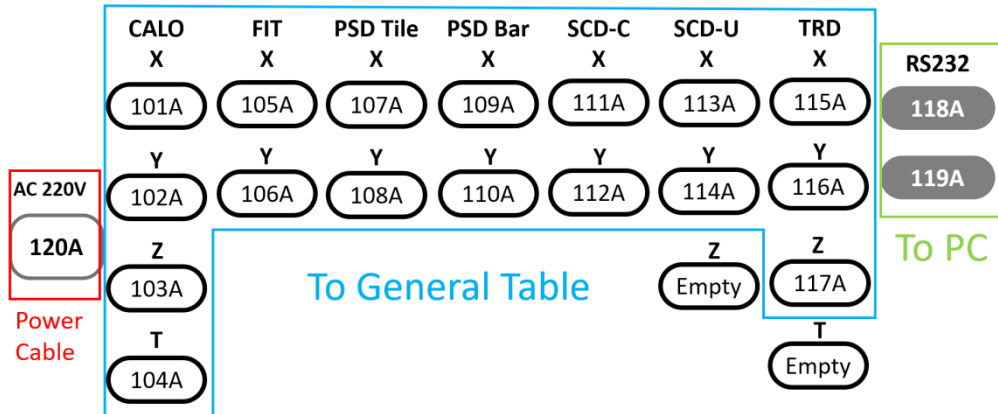 CALO FIT PSD Tile PSD Bar SCD-C SCD-U TRD
X X X X X X X
RS232
101A 105A 107A 109A 111A 113A 115A
118A
Y Y Y Y Y Y Y
AC 220V
102A 106A 108A 110A 112A 114A 116A
119A
120A
Z Z Z
To PC
103A
To General Table
Empty 117A
Power
Cable
T T
104A Empty